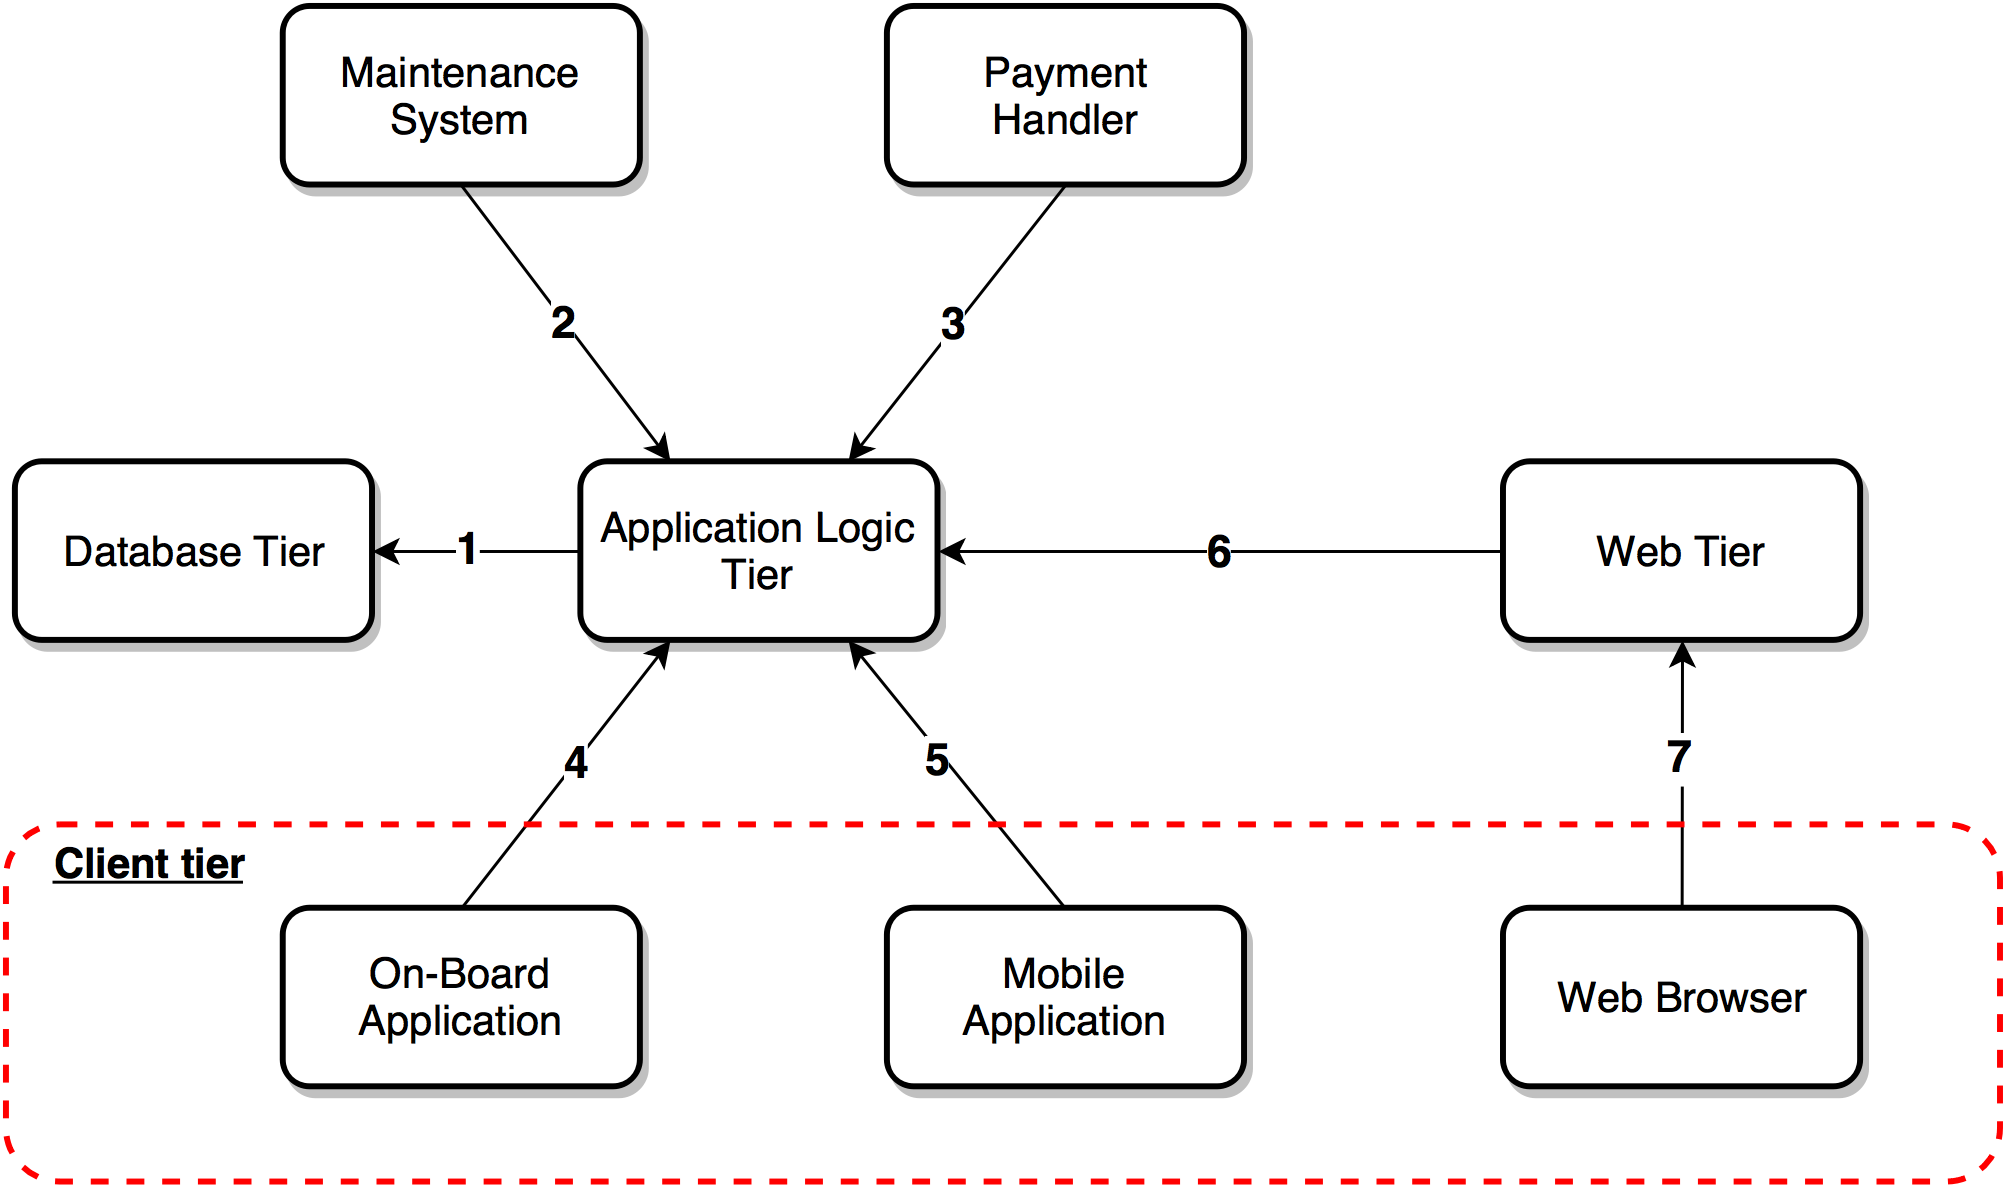 Maintenance
System
Payment
Handler
2
3
Database Tier
1
Application Logic
Tier
6
Web Tier
4
5
7
Client tier
On-Board
Application
Mobile
Application
Web Browser